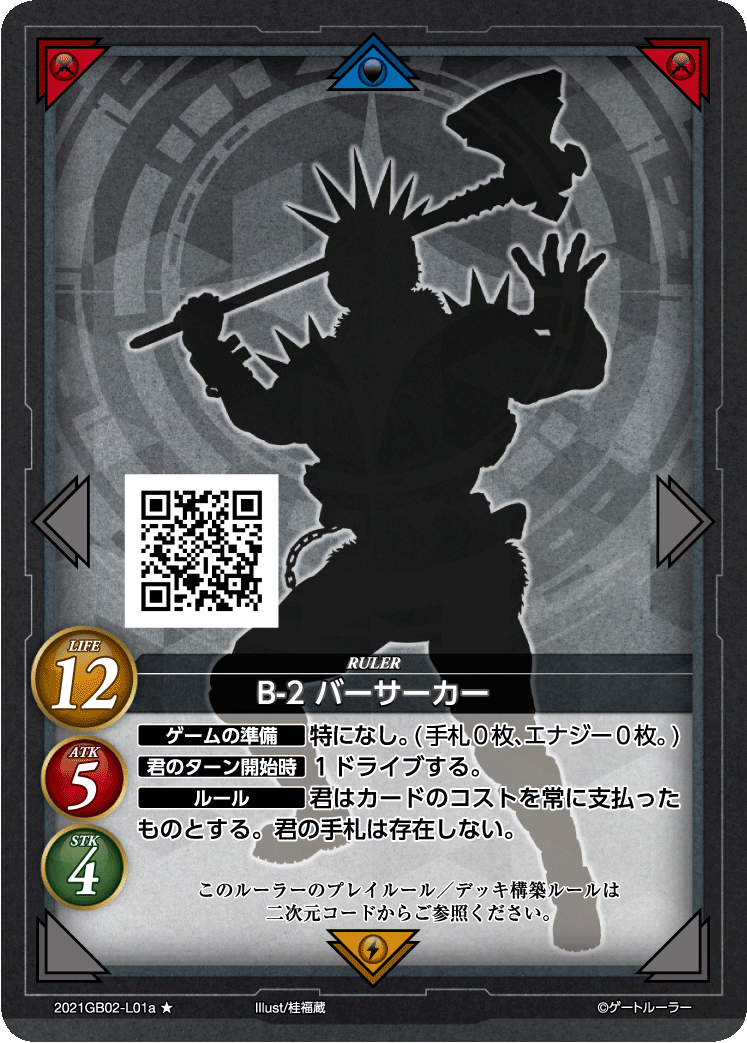 LIFE
12
RULER
B-2 バーサーカー
ATK
5
STK
4
ゲームの準備 特になし。(手札０枚、エナジー０枚。)
君のターン開始時 １ドライブする。
ルール 君はカードのコストを常に支払った
ものとする。君の手札は存在しない。
このルーラーのプレイルール／デッキ構築ルールは
二次元コードからご参照ください。
2021GB02-L01a ★ Illust/桂福蔵 ©ゲートルーラー